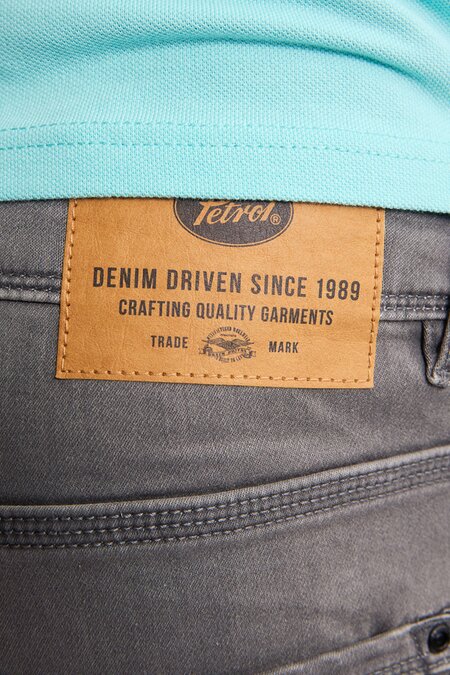 Petrol®
DENIM DRIVEN SINCE 1989
CRAFTING QUALITY GARMENTS
TRADE MARK